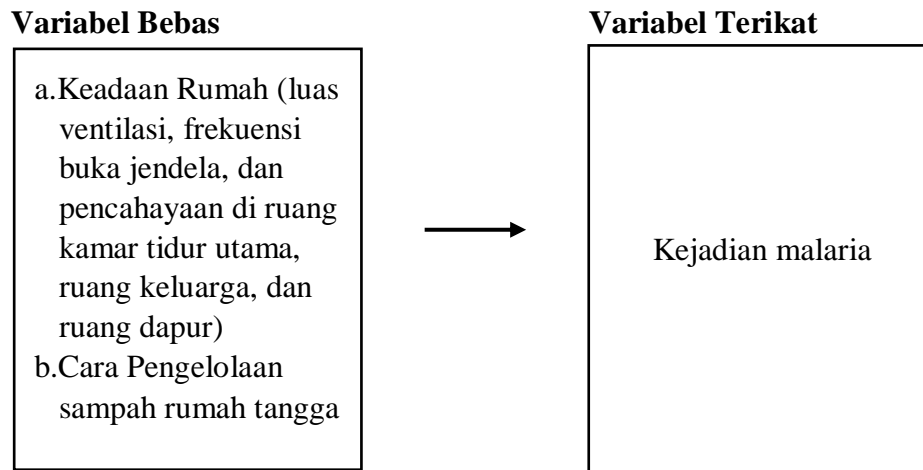 Variabel Bebas
a.Keadaan Rumah (luas
ventilasi, frekuensi
buka jendela, dan
pencahayaan di ruang
kamar tidur utama,
ruang keluarga, dan
ruang dapur)
b.Cara Pengelolaan
sampah rumah tangga
Variabel Terikat
Kejadian malaria